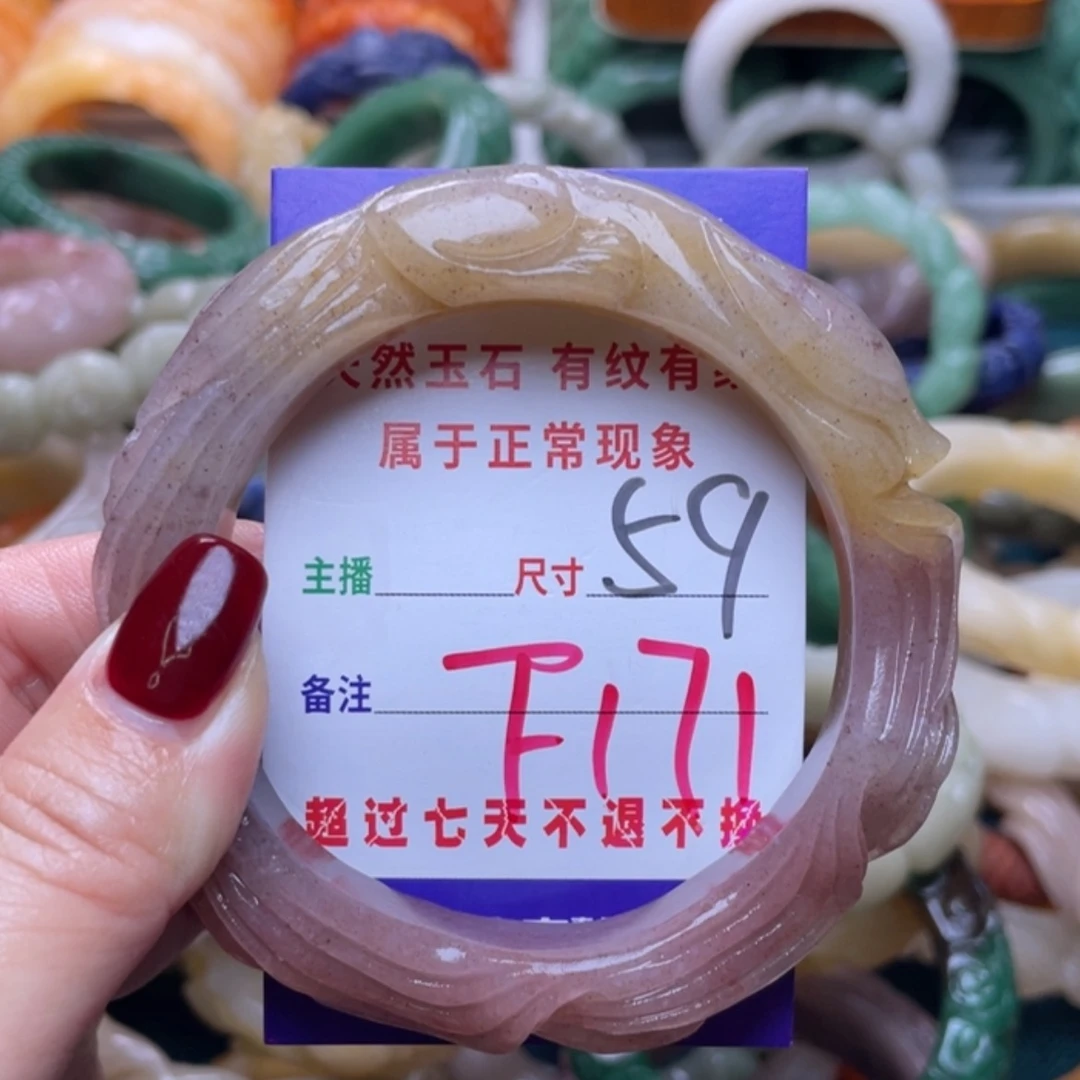 然玉石 有纹有
属于正常现象
主播 尺寸 59
备注 F171
超过七天不退不换